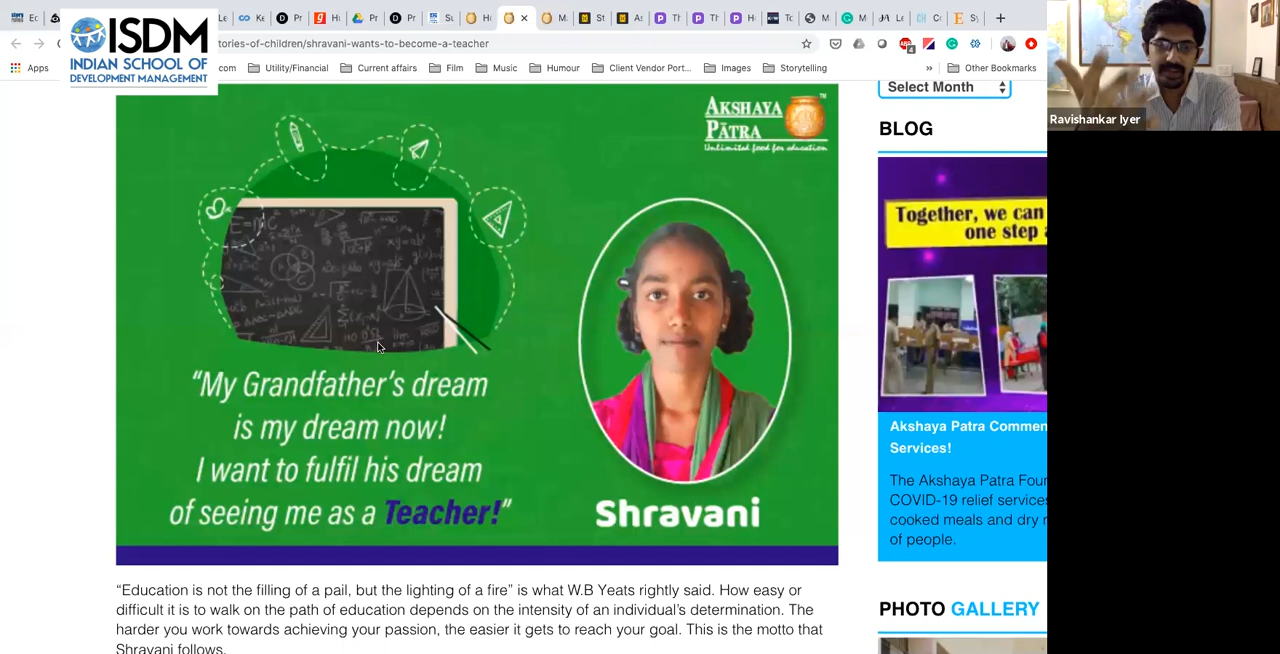 ISDM
INDIAN SCHOOL OF
DEVELOPMENT MANAGEMENT
tories-of-children/shravani-wants-to-become-a-teacher
Apps
com
Utility/Financial
Current affairs
Film
Music
Humour
Client Vendor Port...
Images
Storytelling
»
Other Bookmarks
Ravishankar Iyer
AKSHAYA
PĀTRA
TM
Unlimited food for education
“My Grandfather's dream
is my dream now!
I want to fulfil his dream
of seeing me as a Teacher!”
Shravani
“Education is not the filling of a pail, but the lighting of a fire” is what W.B Yeats rightly said. How easy or
difficult it is to walk on the path of education depends on the intensity of an individual's determination. The
harder you work towards achieving your passion, the easier it gets to reach your goal. This is the motto that
Shravani follows.
Select Month
BLOG
Together, we can
one step a
Akshaya Patra Commen
Services!
The Akshaya Patra Four
COVID-19 relief services
cooked meals and dry r
of people.
PHOTO GALLERY